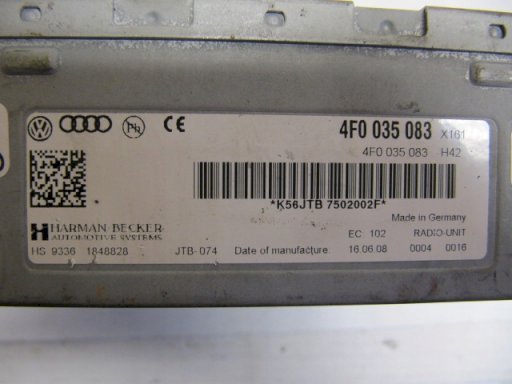 4F0 035 083 X161
4F0 035 083 H42
*K56JTB 7502002F*
Made in Germany
HARMAN BECKER EC 102 RADIO-UNIT
AUTOMOTIVE SYSTEMS
HS 9336 1848828 JTB-074 Date of manufacture: 16.06.08 0004 0016